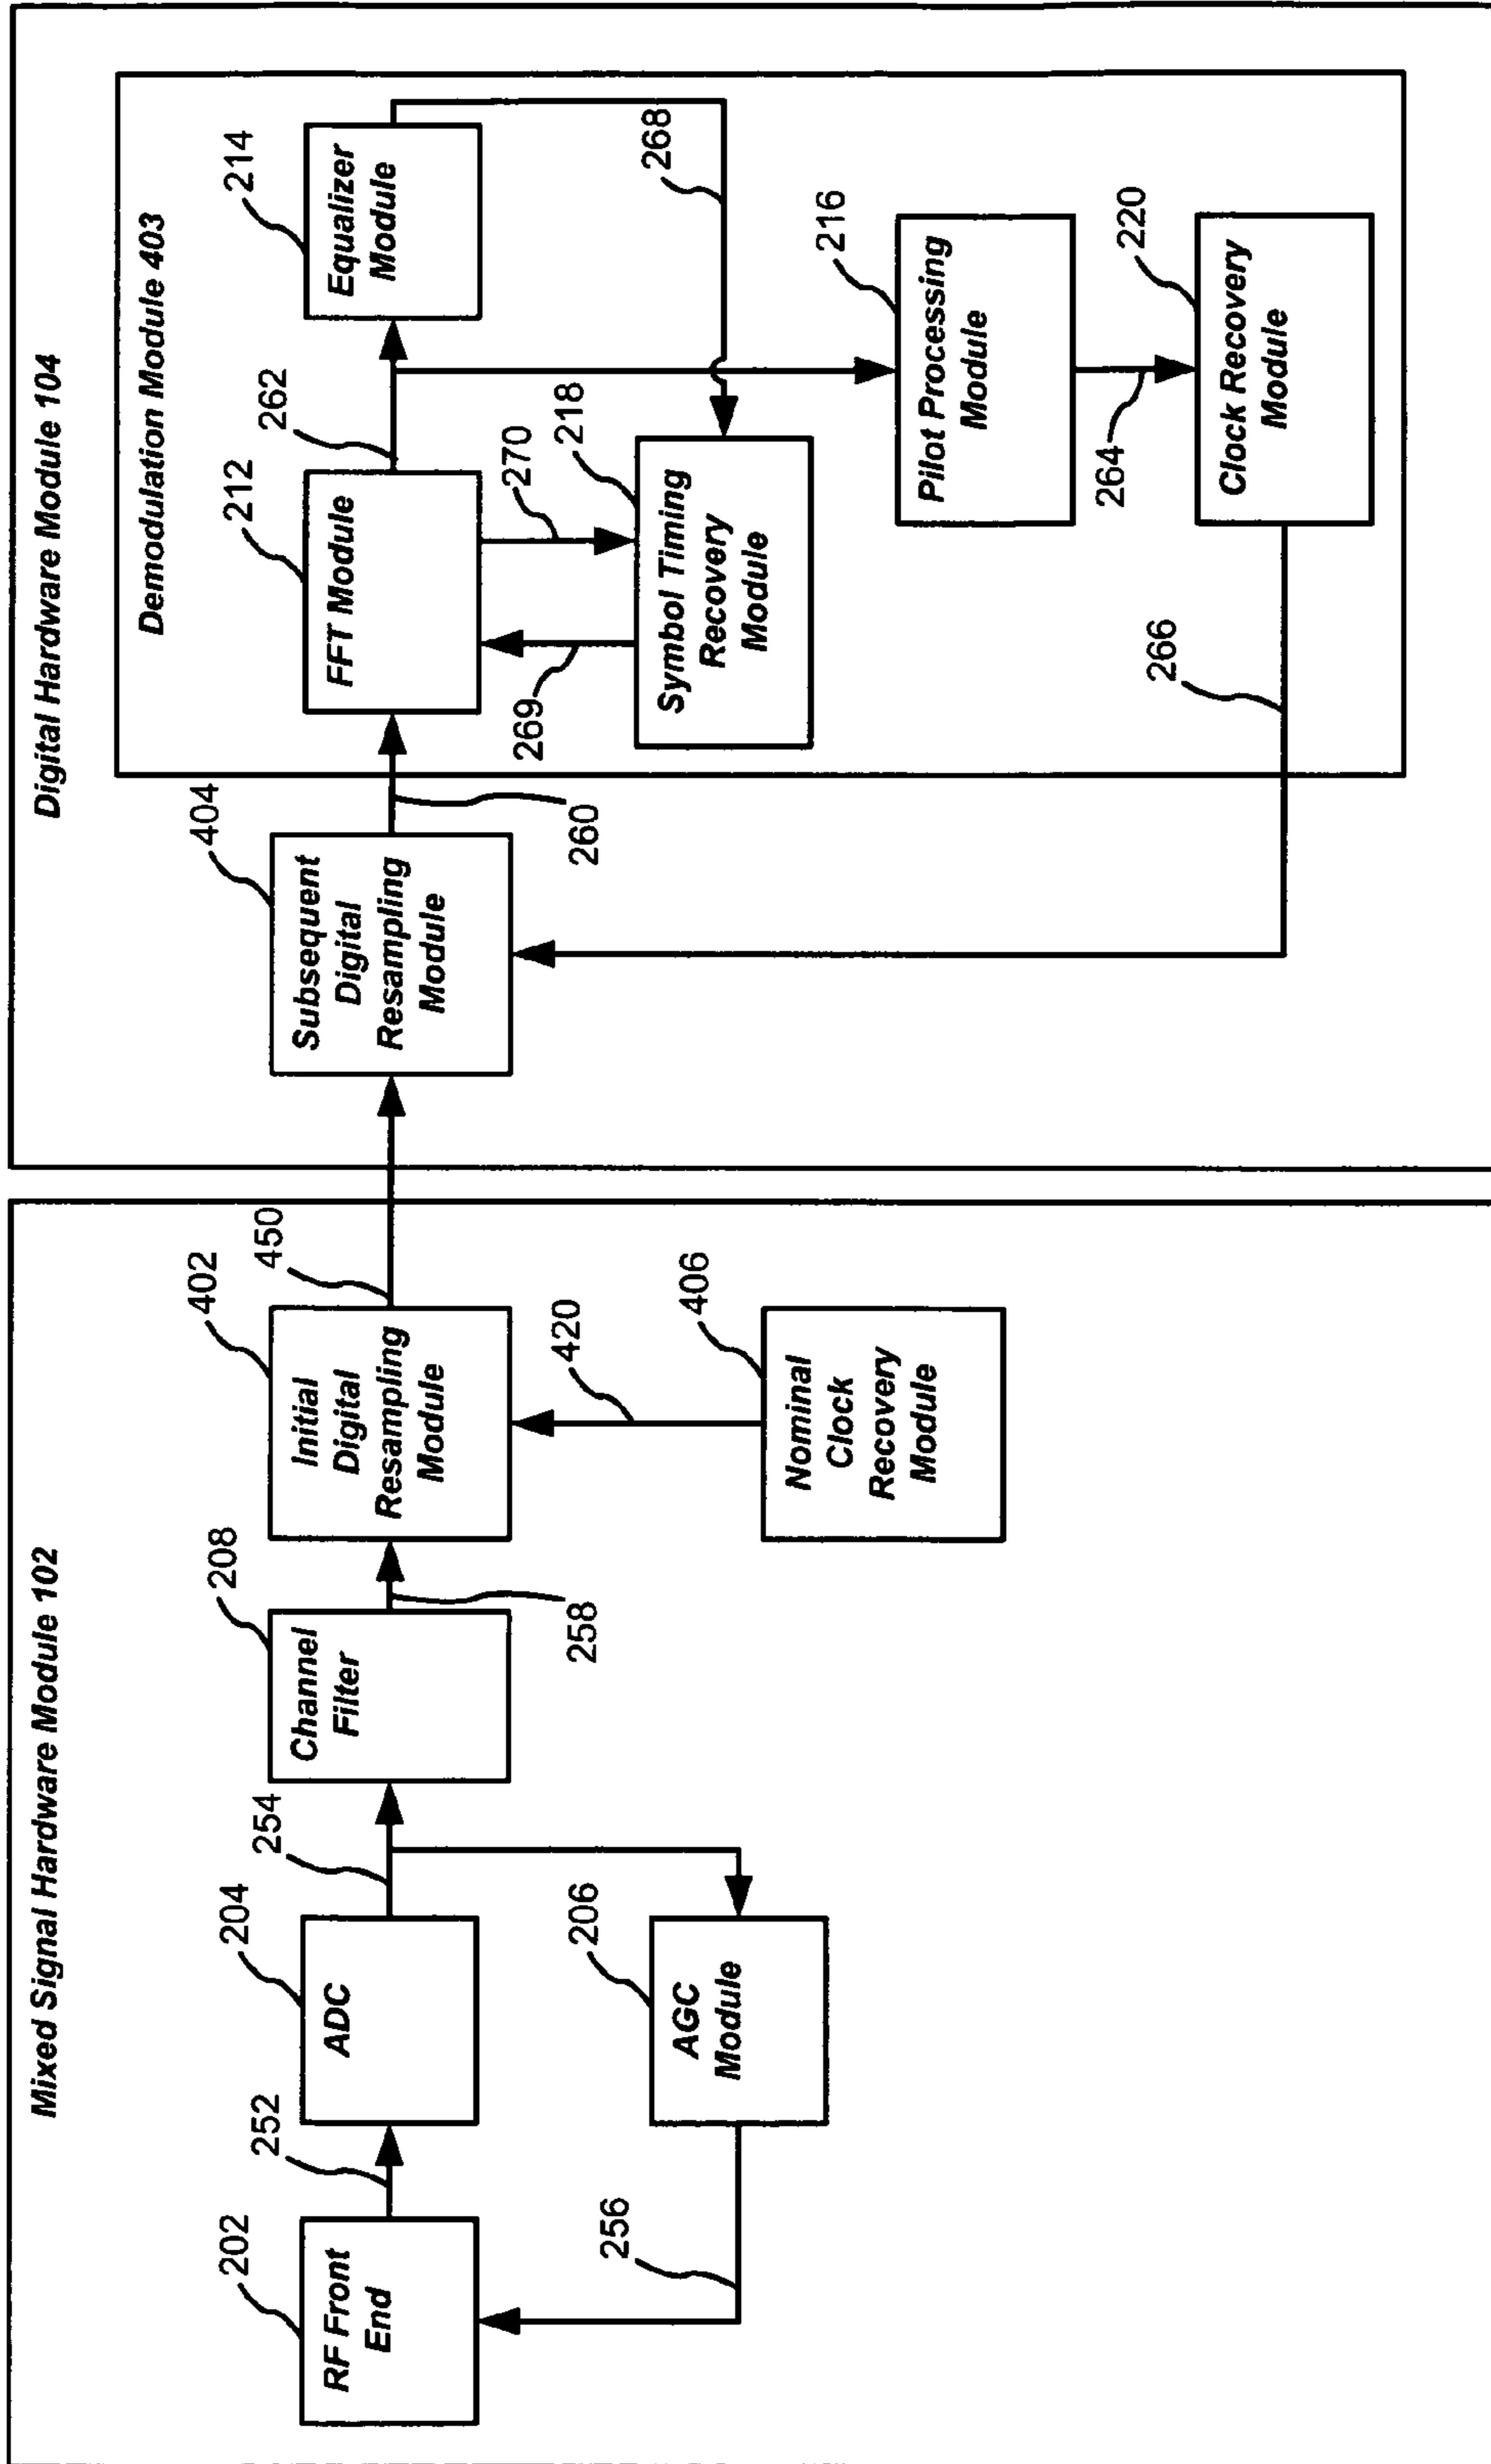 Mixed Signal Hardware Module 102
202
RF Front
End
252
204
ADC
254
256
206
AGC
Module
208
Channel
Filter
258
402
Initial
Digital
Resampling
Module
450
420
406
Nominal
Clock
Recovery
Module
Digital Hardware Module 104
404
Subsequent
Digital
Resampling
Module
260
Demodulation Module 403
212
FFT Module
262
214
Equalizer
Module
269
270
218
Symbol Timing
Recovery
Module
268
216
Pilot Processing
Module
264
220
Clock Recovery
Module
266